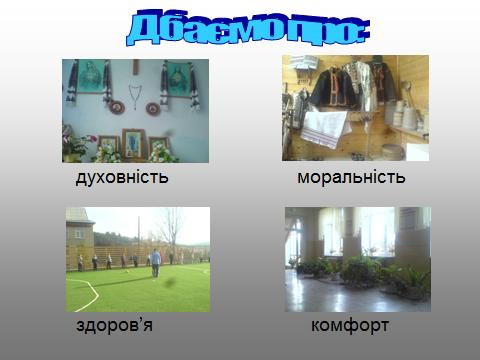 Дбаємо про:
духовність
моральність
здоров’я
комфорт